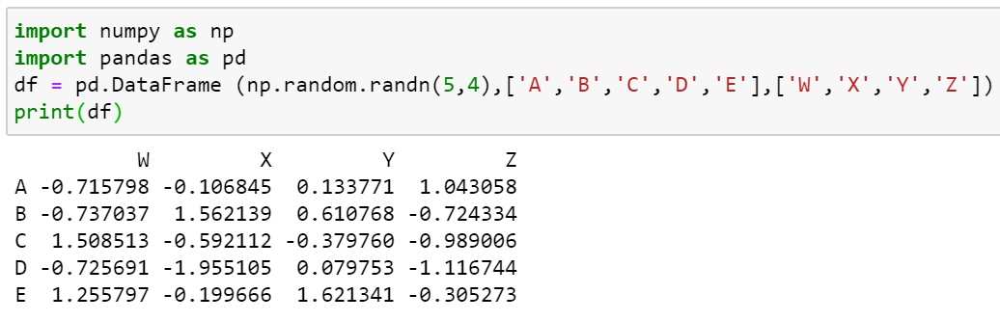 import numpy as np
import pandas as pd
df = pd.DataFrame (np.random.randn(5,4),['A','B','C','D','E'],['W','X','Y','Z'])
print(df)
W X Y Z
A -0.715798 -0.106845 0.133771 1.043058
B -0.737037 1.562139 0.610768 -0.724334
C 1.508513 -0.592112 -0.379760 -0.989006
D -0.725691 -1.955105 0.079753 -1.116744
E 1.255797 -0.199666 1.621341 -0.305273